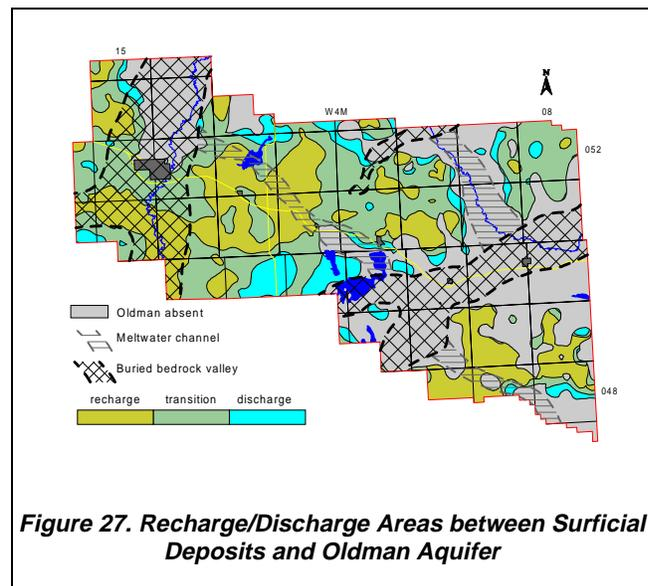 15
W4M
N
08
052
Oldman absent
Meltwater channel
Buried bedrock valley
recharge transition discharge
048
Figure 27. Recharge/Discharge Areas between Surficial
Deposits and Oldman Aquifer